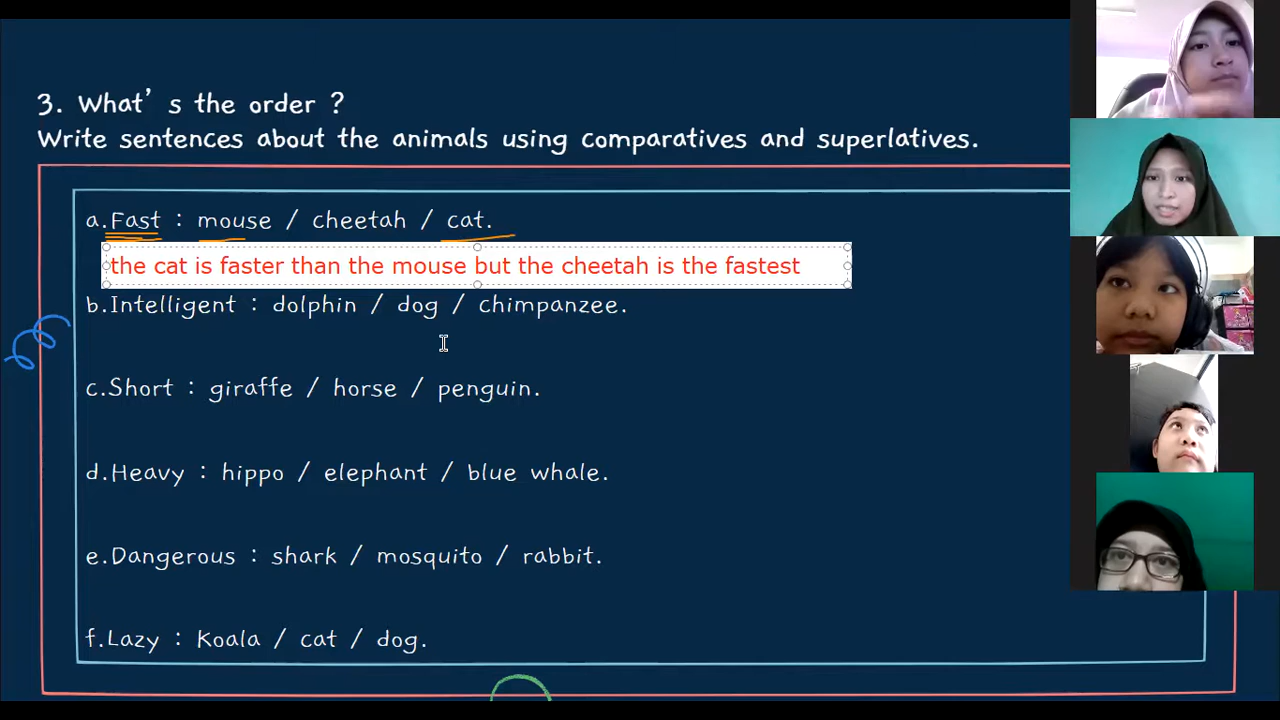 3. What's the order ?
Write sentences about the animals using comparatives and superlatives.
a.Fast : mouse / cheetah / cat.
the cat is faster than the mouse but the cheetah is the fastest
b.Intelligent : dolphin / dog / chimpanzee.
c.Short : giraffe / horse / penguin.
d.Heavy : hippo / elephant / blue whale.
e.Dangerous : shark / mosquito / rabbit.
f.Lazy : Koala / cat / dog.